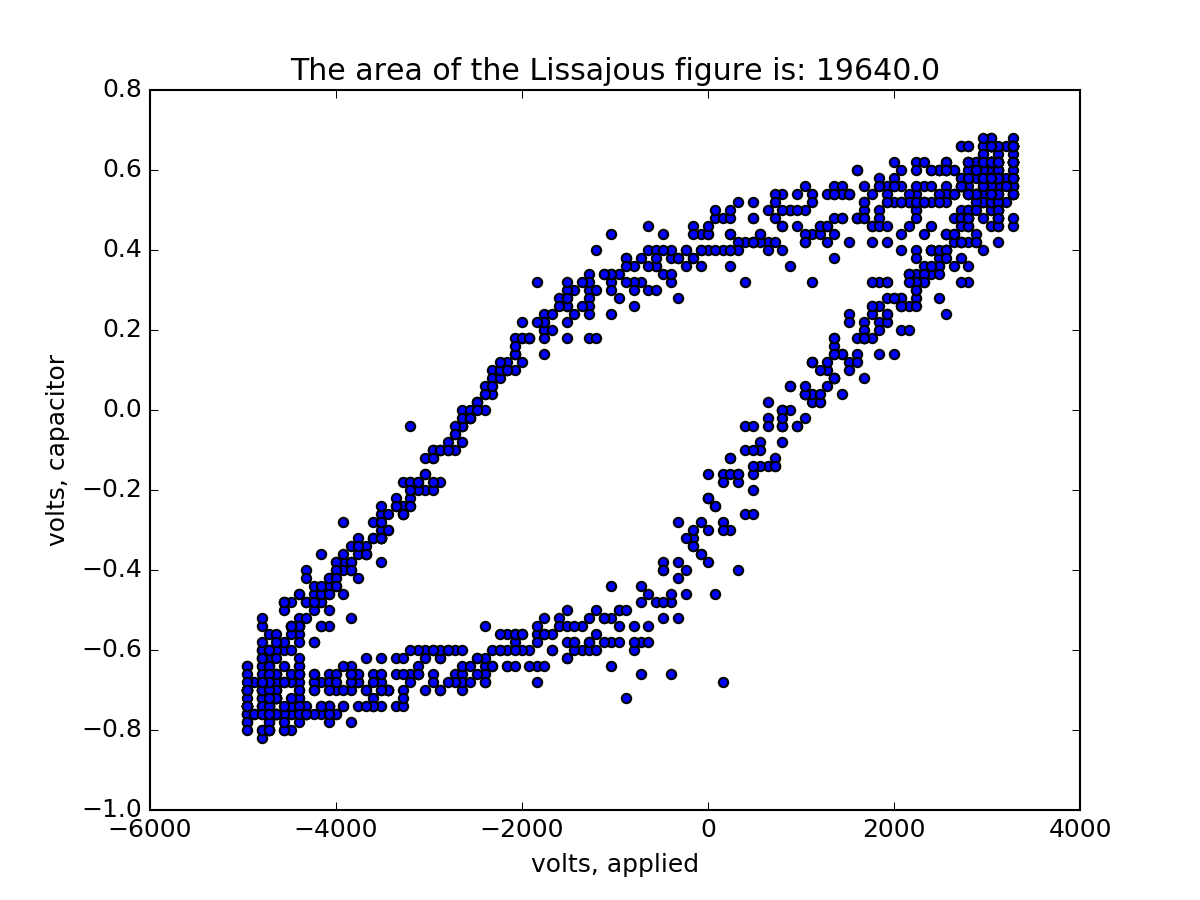 The area of the Lissajous figure is: 19640.0
0.8
0.6
0.4
0.2
0.0
−0.2
−0.4
−0.6
−0.8
−1.0
volts, capacitor
−6000 −4000 −2000 0 2000 4000
volts, applied